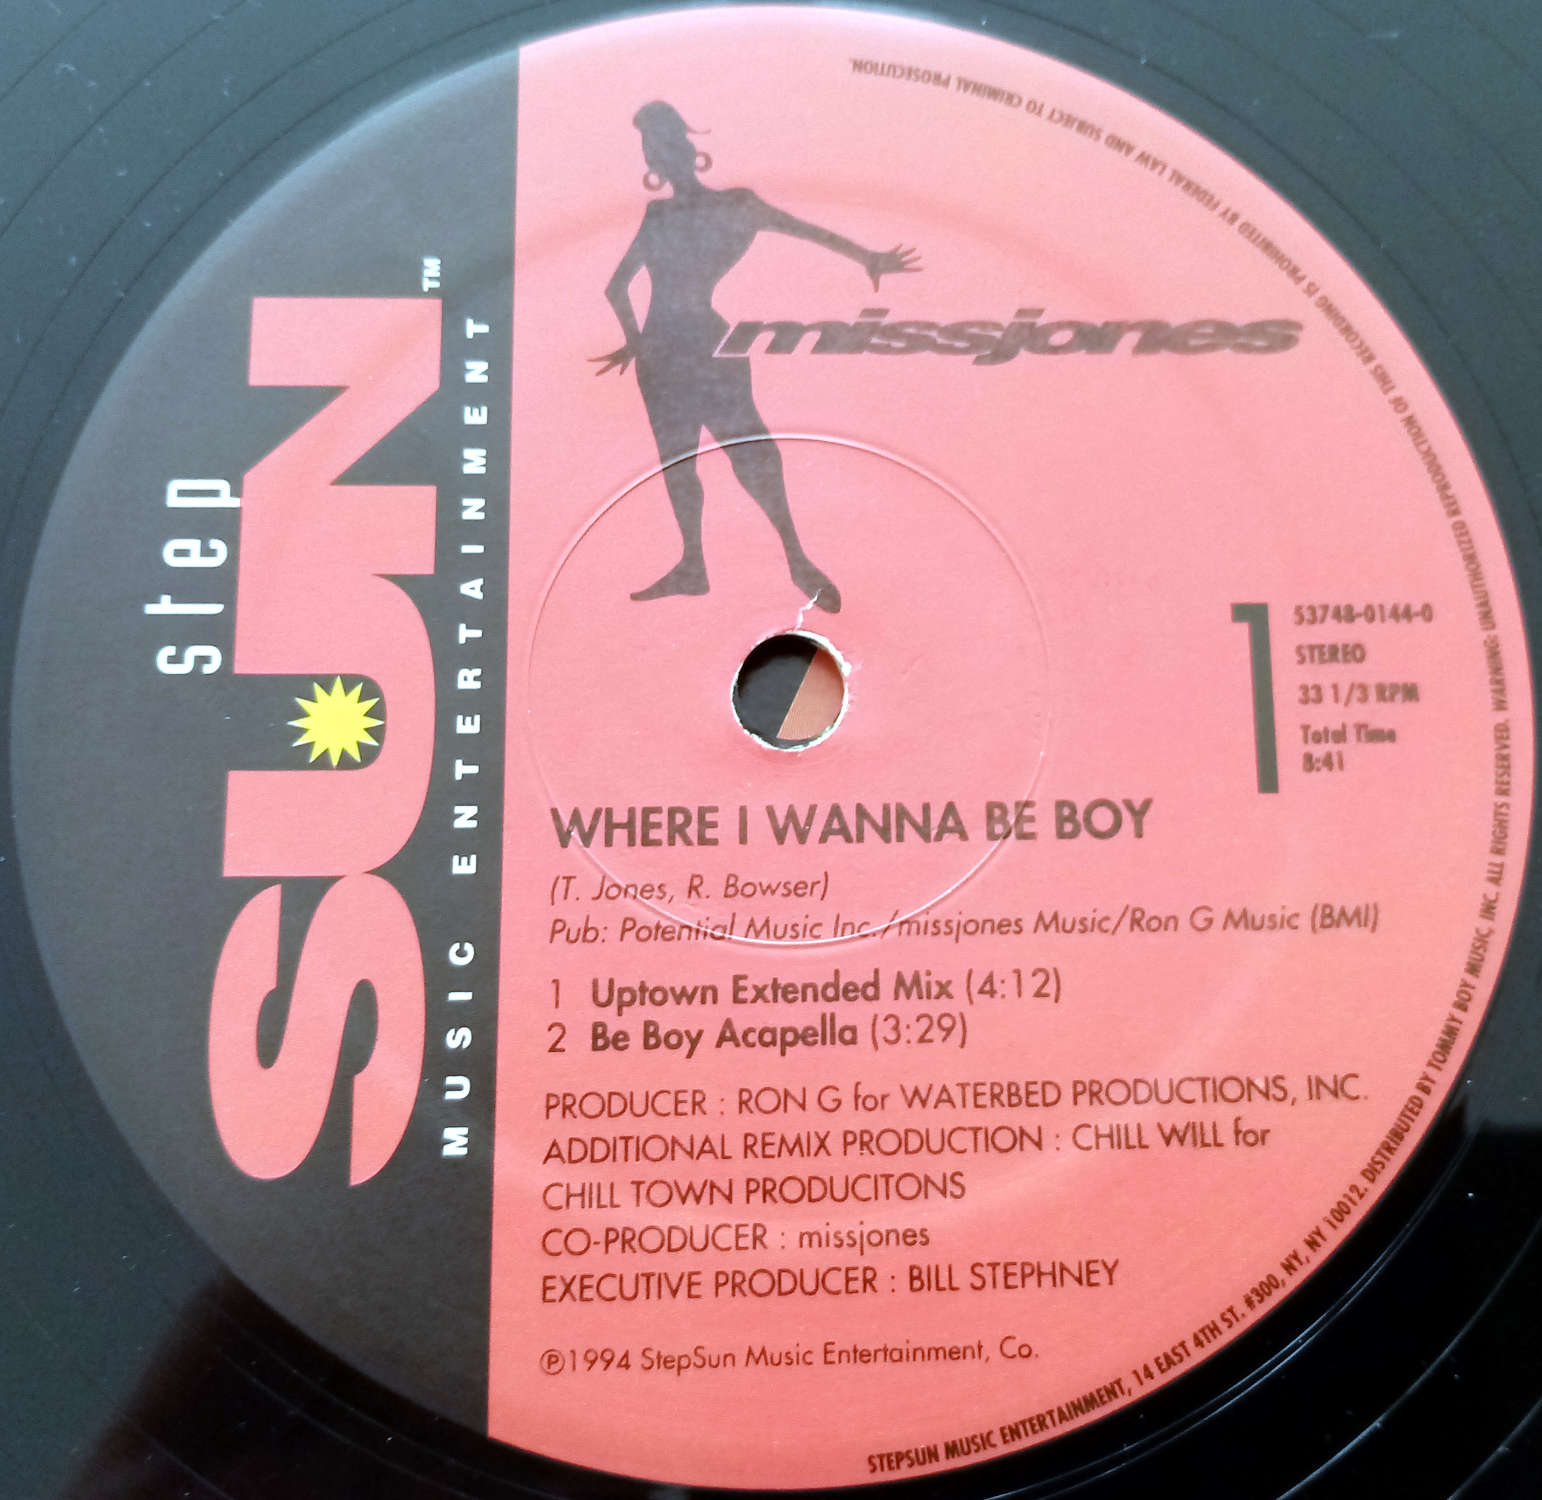 step
SUN™
MUSIC ENTERTAINMENT
missjones
1
53748-0144-0
STEREO
33 1/3 RPM
Total Time
8:41
WHERE I WANNA BE BOY
(T. Jones, R. Bowser)
Pub: Potential Music Inc./missjones Music/Ron G Music (BMI)
1 Uptown Extended Mix (4:12)
2 Be Boy Acapella (3:29)
PRODUCER : RON G for WATERBED PRODUCTIONS, INC.
ADDITIONAL REMIX PRODUCTION : CHILL WILL for
CHILL TOWN PRODUCITONS
CO-PRODUCER : missjones
EXECUTIVE PRODUCER : BILL STEPHNEY
℗1994 StepSun Music Entertainment, Co.
STEPSUN MUSIC ENTERTAINMENT, 14 EAST 4TH ST. #300, NY, NY 10012. DISTRIBUTED BY TOMMY BOY MUSIC, INC. ALL RIGHTS RESERVED. WARNING: UNAUTHORIZED REPRODUCTION OF THIS RECORDING IS PROHIBITED BY FEDERAL LAW AND SUBJECT TO CRIMINAL PROSECUTION.